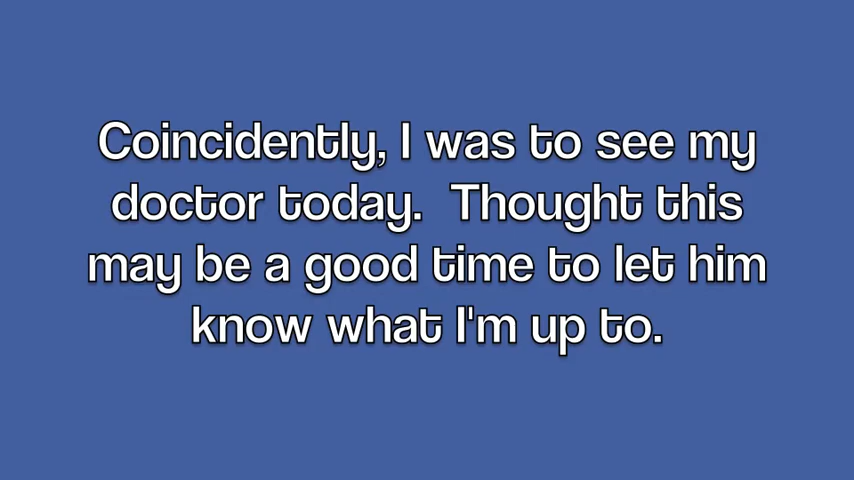 Coincidently, I was to see my
doctor today.  Thought this
may be a good time to let him
know what I'm up to.